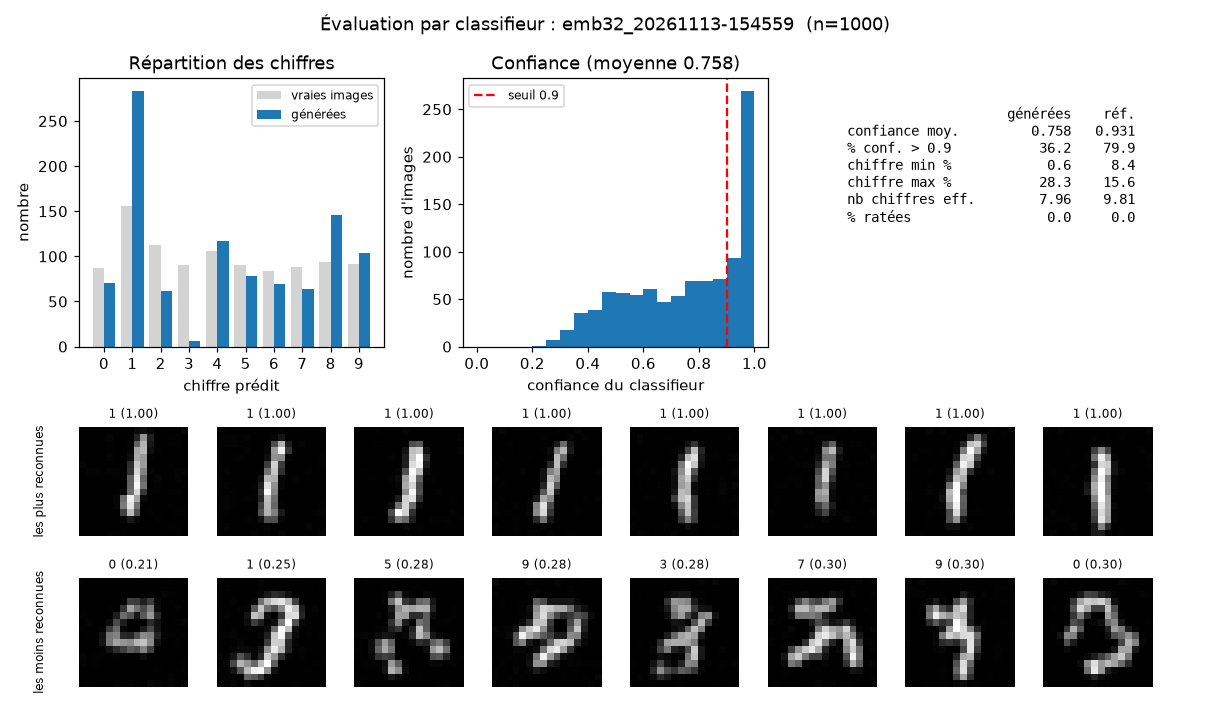 Évaluation par classifieur : emb32_20261113-154559 (n=1000)
Répartition des chiffres
vraies images
générées
250
200
150
100
50
0
nombre
0 1 2 3 4 5 6 7 8 9
chiffre prédit
Confiance (moyenne 0.758)
seuil 0.9
250
200
150
100
50
0
nombre d'images
0.0 0.2 0.4 0.6 0.8 1.0
confiance du classifieur
générées réf.
confiance moy. 0.758 0.931
% conf. > 0.9 36.2 79.9
chiffre min % 0.6 8.4
chiffre max % 28.3 15.6
nb chiffres eff. 7.96 9.81
% ratées 0.0 0.0
les plus reconnues
1 (1.00) 1 (1.00) 1 (1.00) 1 (1.00) 1 (1.00) 1 (1.00) 1 (1.00) 1 (1.00)
les moins reconnues
0 (0.21) 1 (0.25) 5 (0.28) 9 (0.28) 3 (0.28) 7 (0.30) 9 (0.30) 0 (0.30)